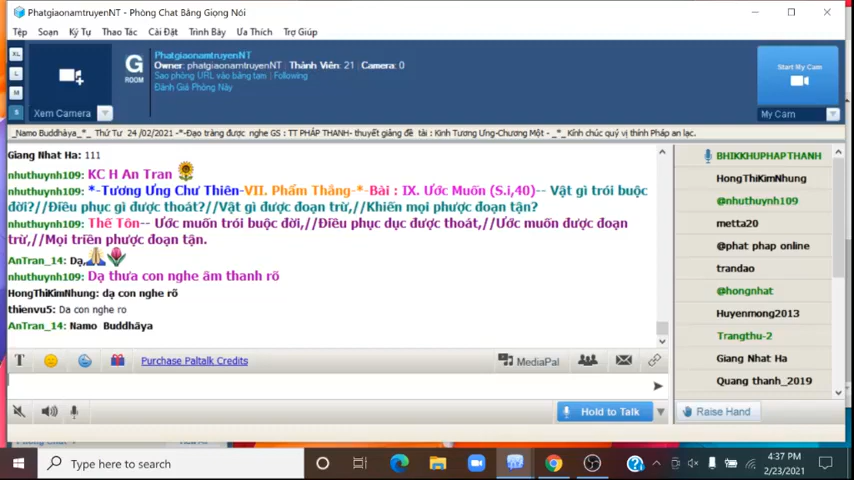 PhatgiaonamtruyenNT - Phòng Chat Bằng Giọng Nói
Tệp Soạn Ký Tự Thao Tác Cài Đặt Trình Bày Ưa Thích Trợ Giúp
XL
L
M
S
Xem Camera
G
ROOM
PhatgiaonamtruyenNT
Owner: phatgiaonamtruyenNT | Thành Viên: 21 | Camera: 0
Sao phỏng URL vào bảng tạm | Following
Đánh Giá Phòng Này
Start My Cam
My Cam
_Namo Buddhàya_*_ Thứ Tư 24 /02/2021 -*-Đạo tràng được nghe GS : TT PHÁP THANH- thuyết giảng đề tài : Kinh Tương Ưng-Chương Một - _*_Kính chúc quý vị thính Pháp an lạc.
Giang Nhat Ha: 111
nhuthuynh109: KC H An Tran
nhuthuynh109: *-Tương Ưng Chư Thiên-VII. Phẩm Thắng-*-Bài : IX. Ước Muốn (S.i,40)-- Vật gì trói buộc
đời?//Điều phục gì được thoát?//Vật gì được đoạn trừ,//Khiến mọi phược đoạn tận?
nhuthuynh109: Thế Tôn-- Ước muốn trói buộc đời,//Điều phục dục được thoát,//Ước muốn được đoạn
trừ,//Mọi triền phược đoạn tận.
AnTran_14: Dạ,
nhuthuynh109: Dạ thưa con nghe âm thanh rõ
HongThiKimNhung: dạ con nghe rõ
thienvu5: Da con nghe ro
AnTran_14: Namo Buddhāya
BHIKKHUPHAPTHANH
HongThiKimNhung
@nhuthuynh109
metta20
@phat phap online
trandao
@hongnhat
Huyenmong2013
Trangthu-2
Giang Nhat Ha
Quang thanh_2019
T
Purchase Paltalk Credits
MediaPal
Hold to Talk
Raise Hand
Type here to search
4:37 PM
2/23/2021